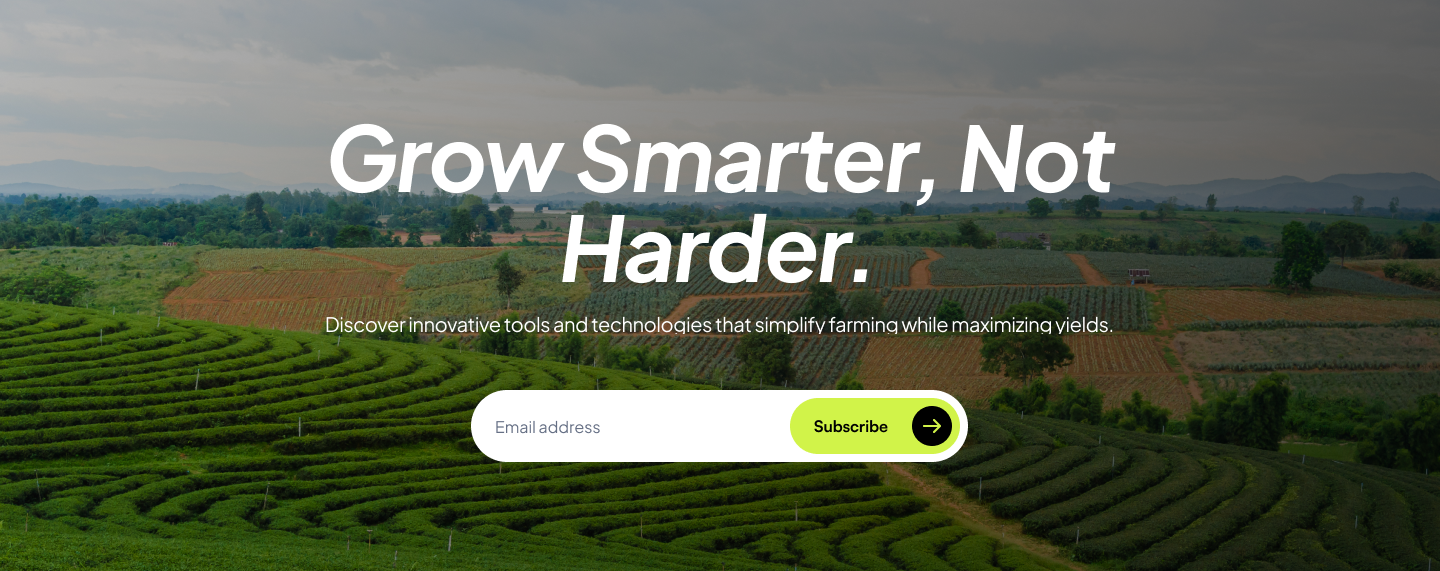 Grow Smarter, Not
Harder.
Discover innovative tools and technologies that simplify farming while maximizing yields.
Email address
Subscribe